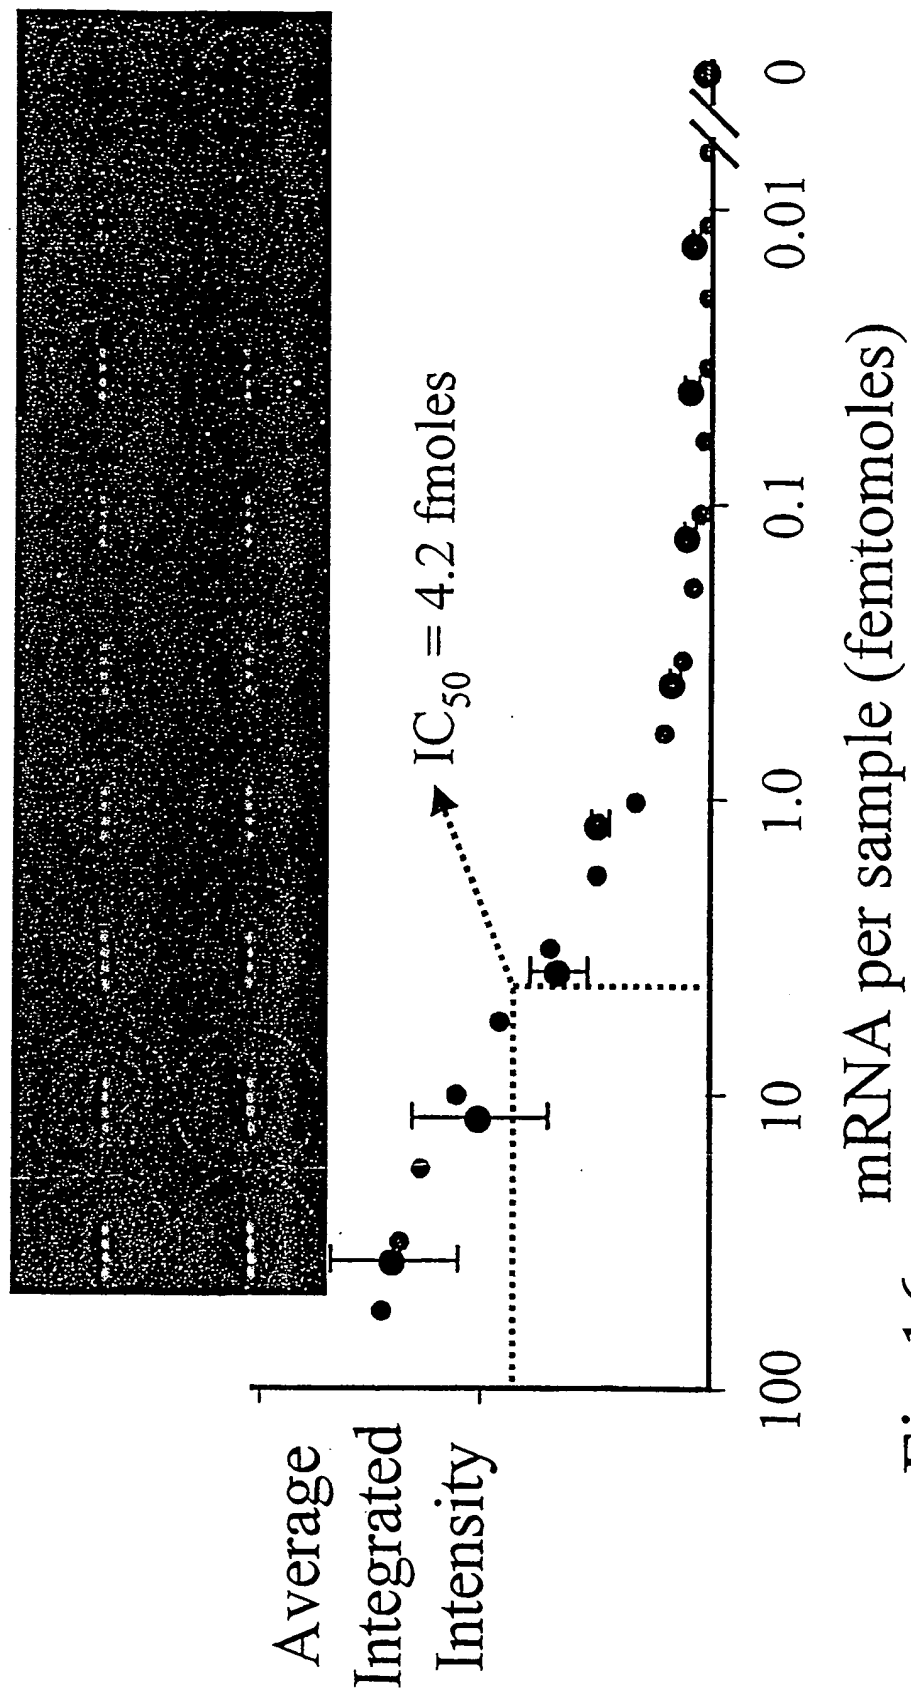 Average
Integrated
Intensity
IC50 = 4.2 fmoles
100
10
1.0
0.1
0.01
0
mRNA per sample (femtomoles)